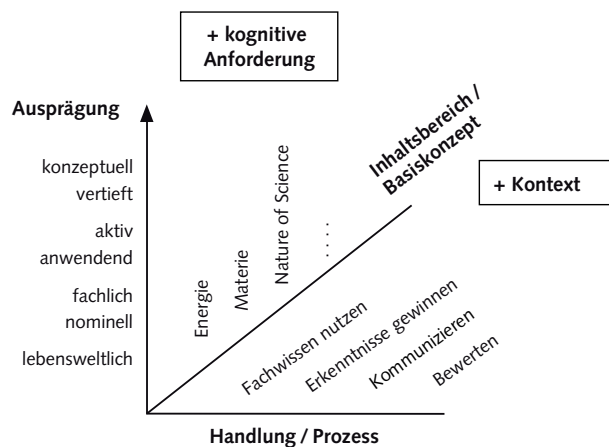 + kognitive
Anforderung
Ausprägung
Inhaltsbereich /
Basiskonzept
konzeptuell
vertieft
+ Kontext
aktiv
anwendend
fachlich
nominell
lebensweltlich
Energie
Materie
Nature of Science
.....
Fachwissen nutzen
Erkenntnisse gewinnen
Kommunizieren
Bewerten
Handlung / Prozess